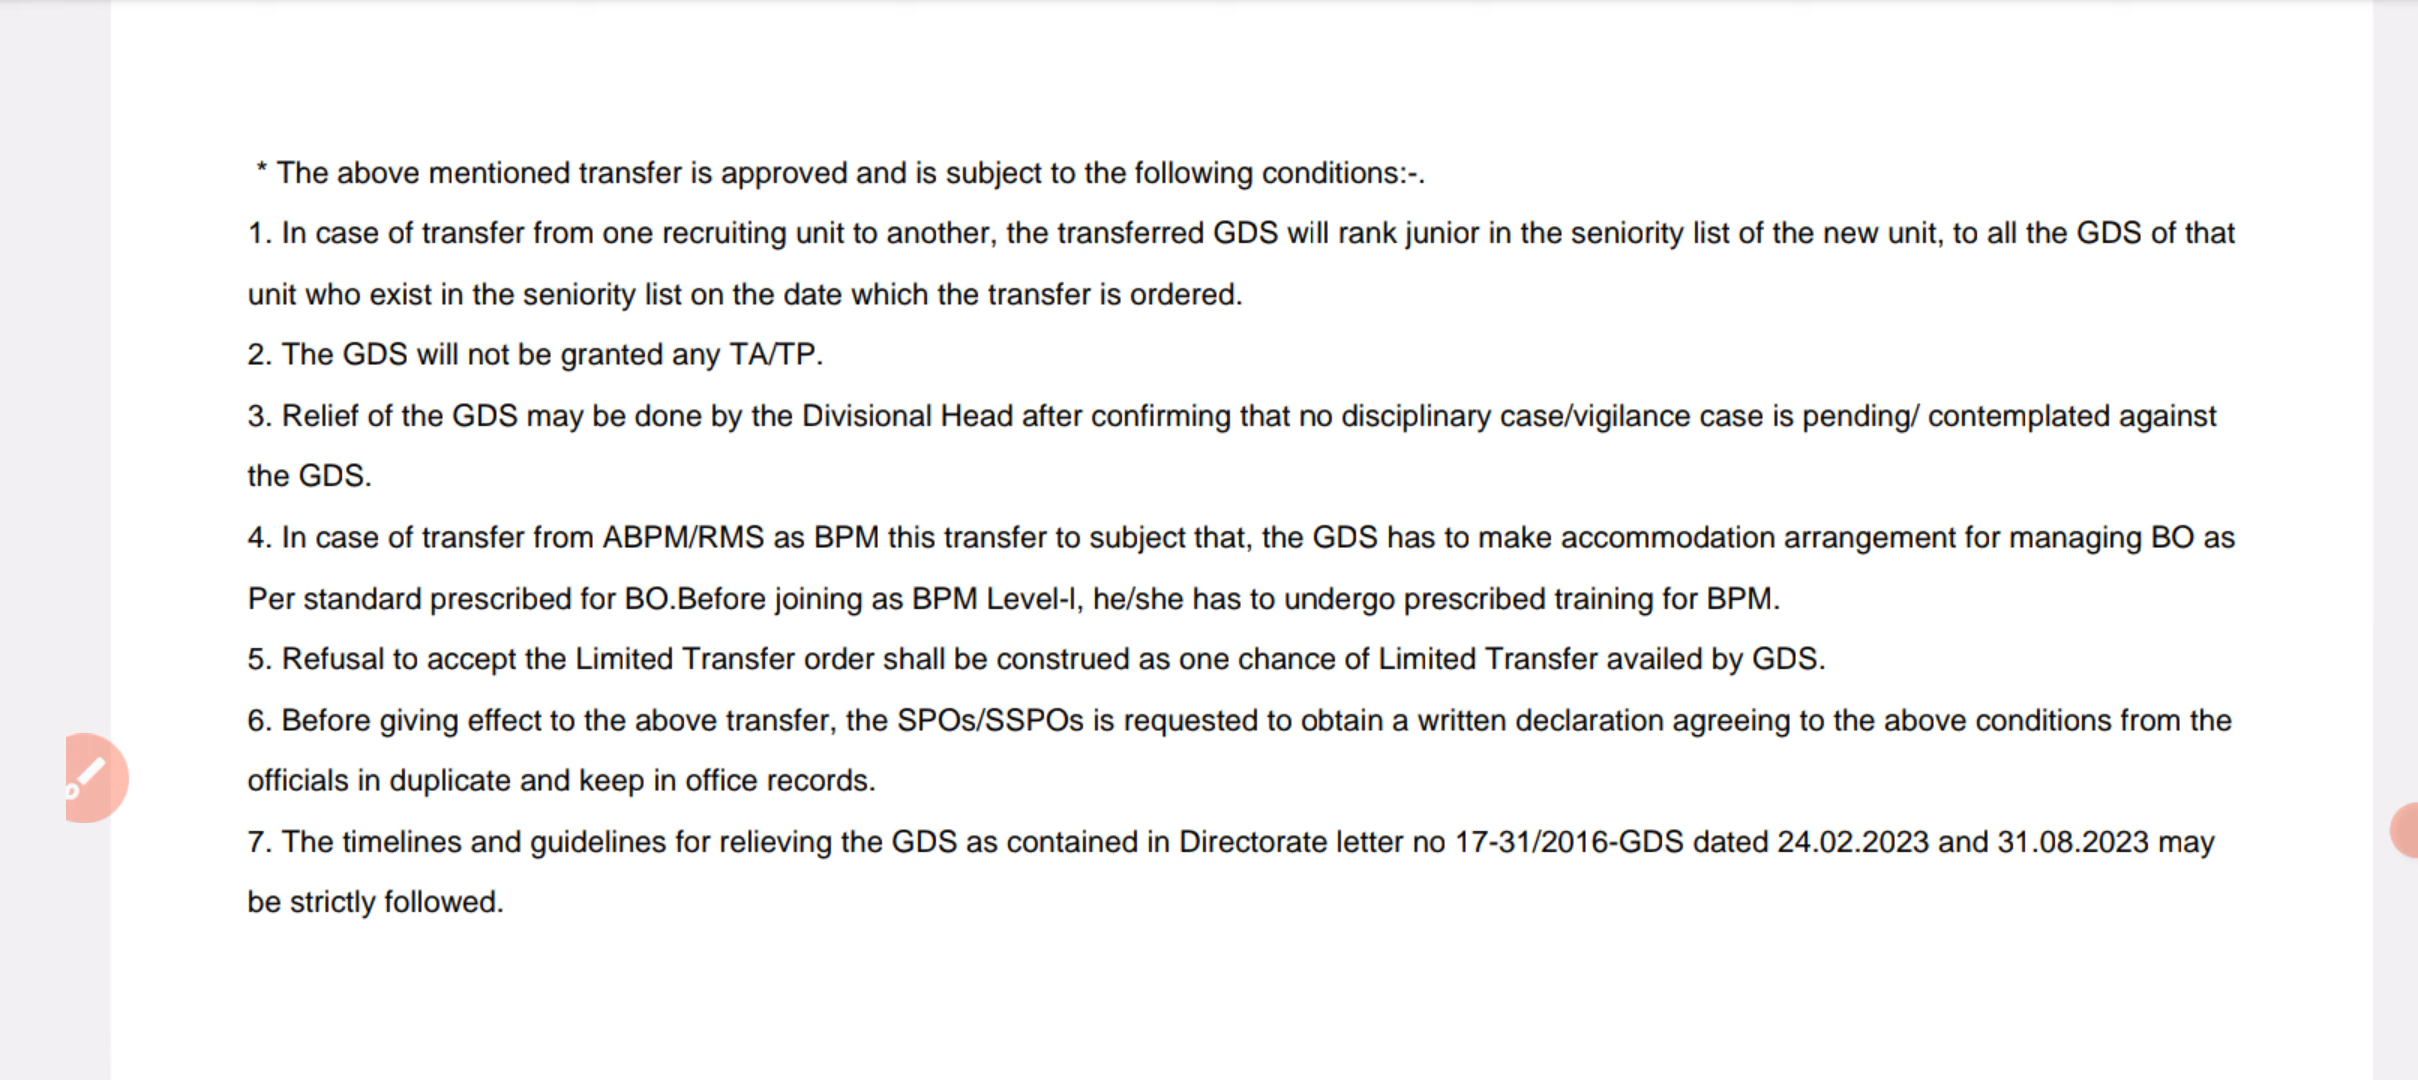 * The above mentioned transfer is approved and is subject to the following conditions:-.
1. In case of transfer from one recruiting unit to another, the transferred GDS will rank junior in the seniority list of the new unit, to all the GDS of that
unit who exist in the seniority list on the date which the transfer is ordered.
2. The GDS will not be granted any TA/TP.
3. Relief of the GDS may be done by the Divisional Head after confirming that no disciplinary case/vigilance case is pending/ contemplated against
the GDS.
4. In case of transfer from ABPM/RMS as BPM this transfer to subject that, the GDS has to make accommodation arrangement for managing BO as
Per standard prescribed for BO.Before joining as BPM Level-I, he/she has to undergo prescribed training for BPM.
5. Refusal to accept the Limited Transfer order shall be construed as one chance of Limited Transfer availed by GDS.
6. Before giving effect to the above transfer, the SPOs/SSPOs is requested to obtain a written declaration agreeing to the above conditions from the
officials in duplicate and keep in office records.
7. The timelines and guidelines for relieving the GDS as contained in Directorate letter no 17-31/2016-GDS dated 24.02.2023 and 31.08.2023 may
be strictly followed.